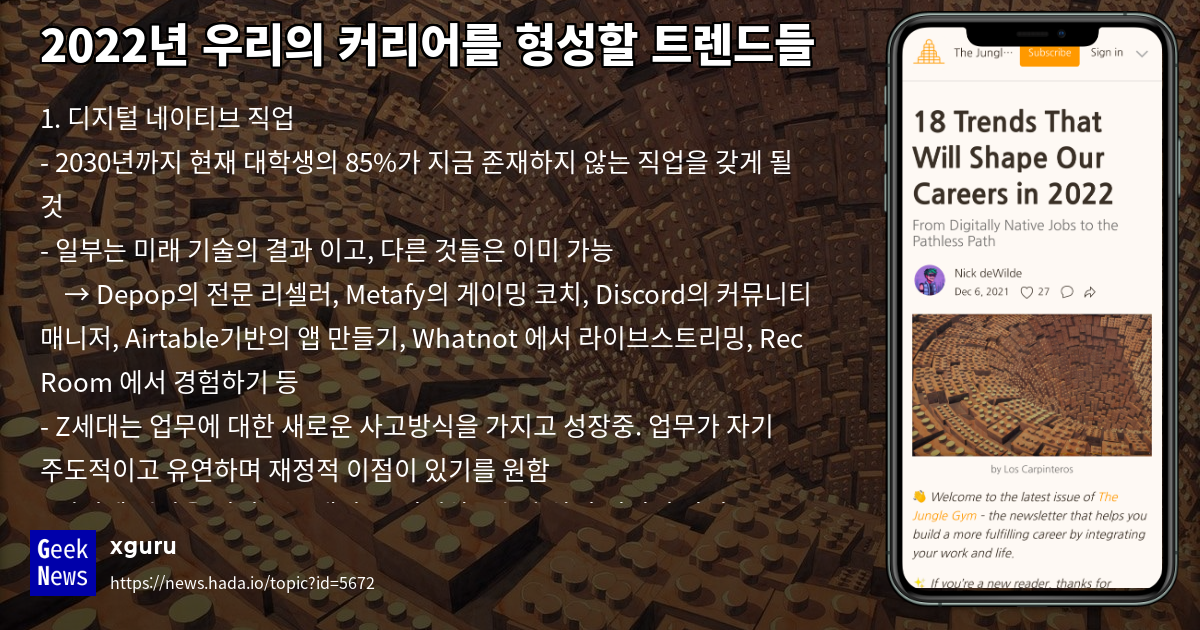 2022년 우리의 커리어를 형성할 트렌드들
1. 디지털 네이티브 직업
- 2030년까지 현재 대학생의 85%가 지금 존재하지 않는 직업을 갖게 될
것
- 일부는 미래 기술의 결과 이고, 다른 것들은 이미 가능
→ Depop의 전문 리셀러, Metafy의 게이밍 코치, Discord의 커뮤니티
매니저, Airtable기반의 앱 만들기, Whatnot 에서 라이브스트리밍, Rec
Room 에서 경험하기 등
- Z세대는 업무에 대한 새로운 사고방식을 가지고 성장중. 업무가 자기
주도적이고 유연하며 재정적 이점이 있기를 원함
Geek
News
xguru
https://news.hada.io/topic?id=5672
The Jungl···
Subscribe
Sign in
18 Trends That
Will Shape Our
Careers in 2022
From Digitally Native Jobs to the
Pathless Path
Nick deWilde
Dec 6, 2021
27
by Los Carpinteros
👋 Welcome to the latest issue of The
Jungle Gym - the newsletter that helps you
build a more fulfilling career by integrating
your work and life.
✨ If you're a new reader, thanks for